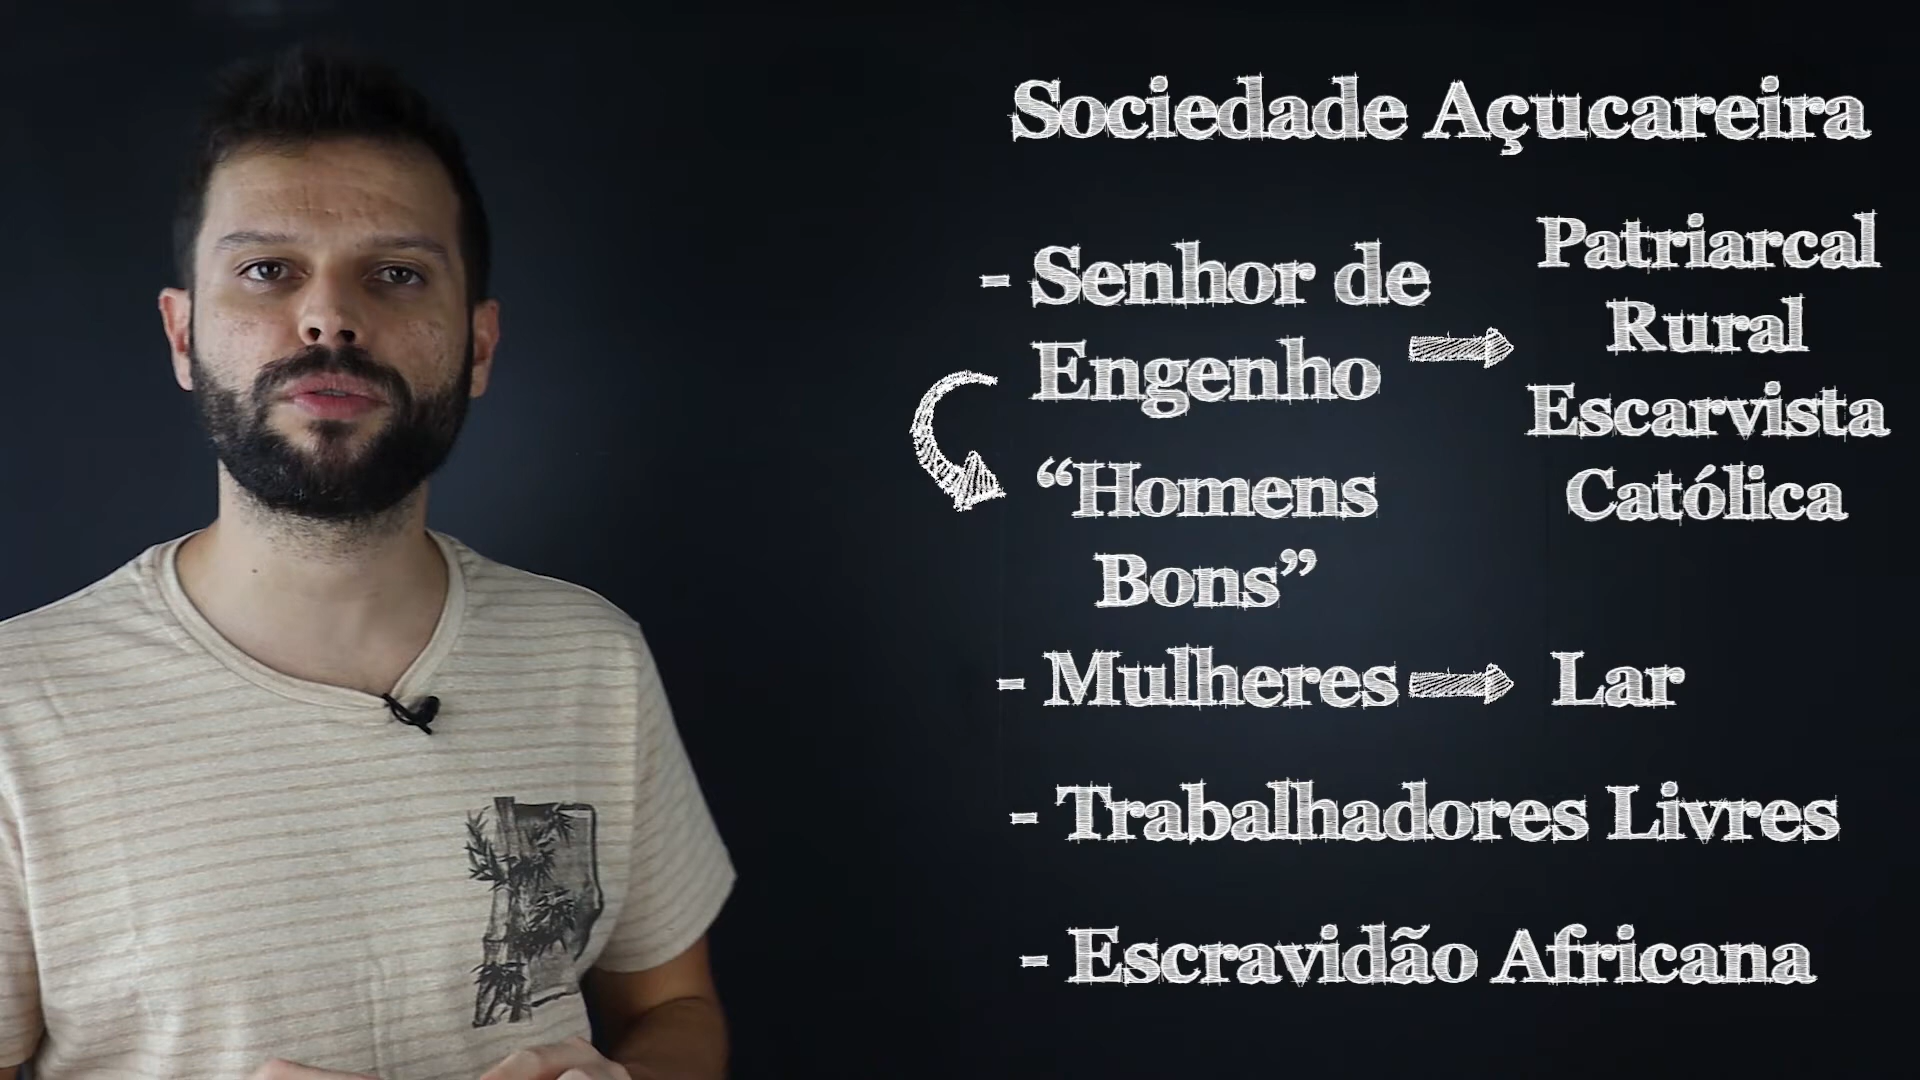 Sociedade Açucareira
- Senhor de
Engenho
"Homens
Bons"
Patriarcal
Rural
Escarvista
Católica
- Mulheres
Lar
- Trabalhadores Livres
- Escravidão Africana